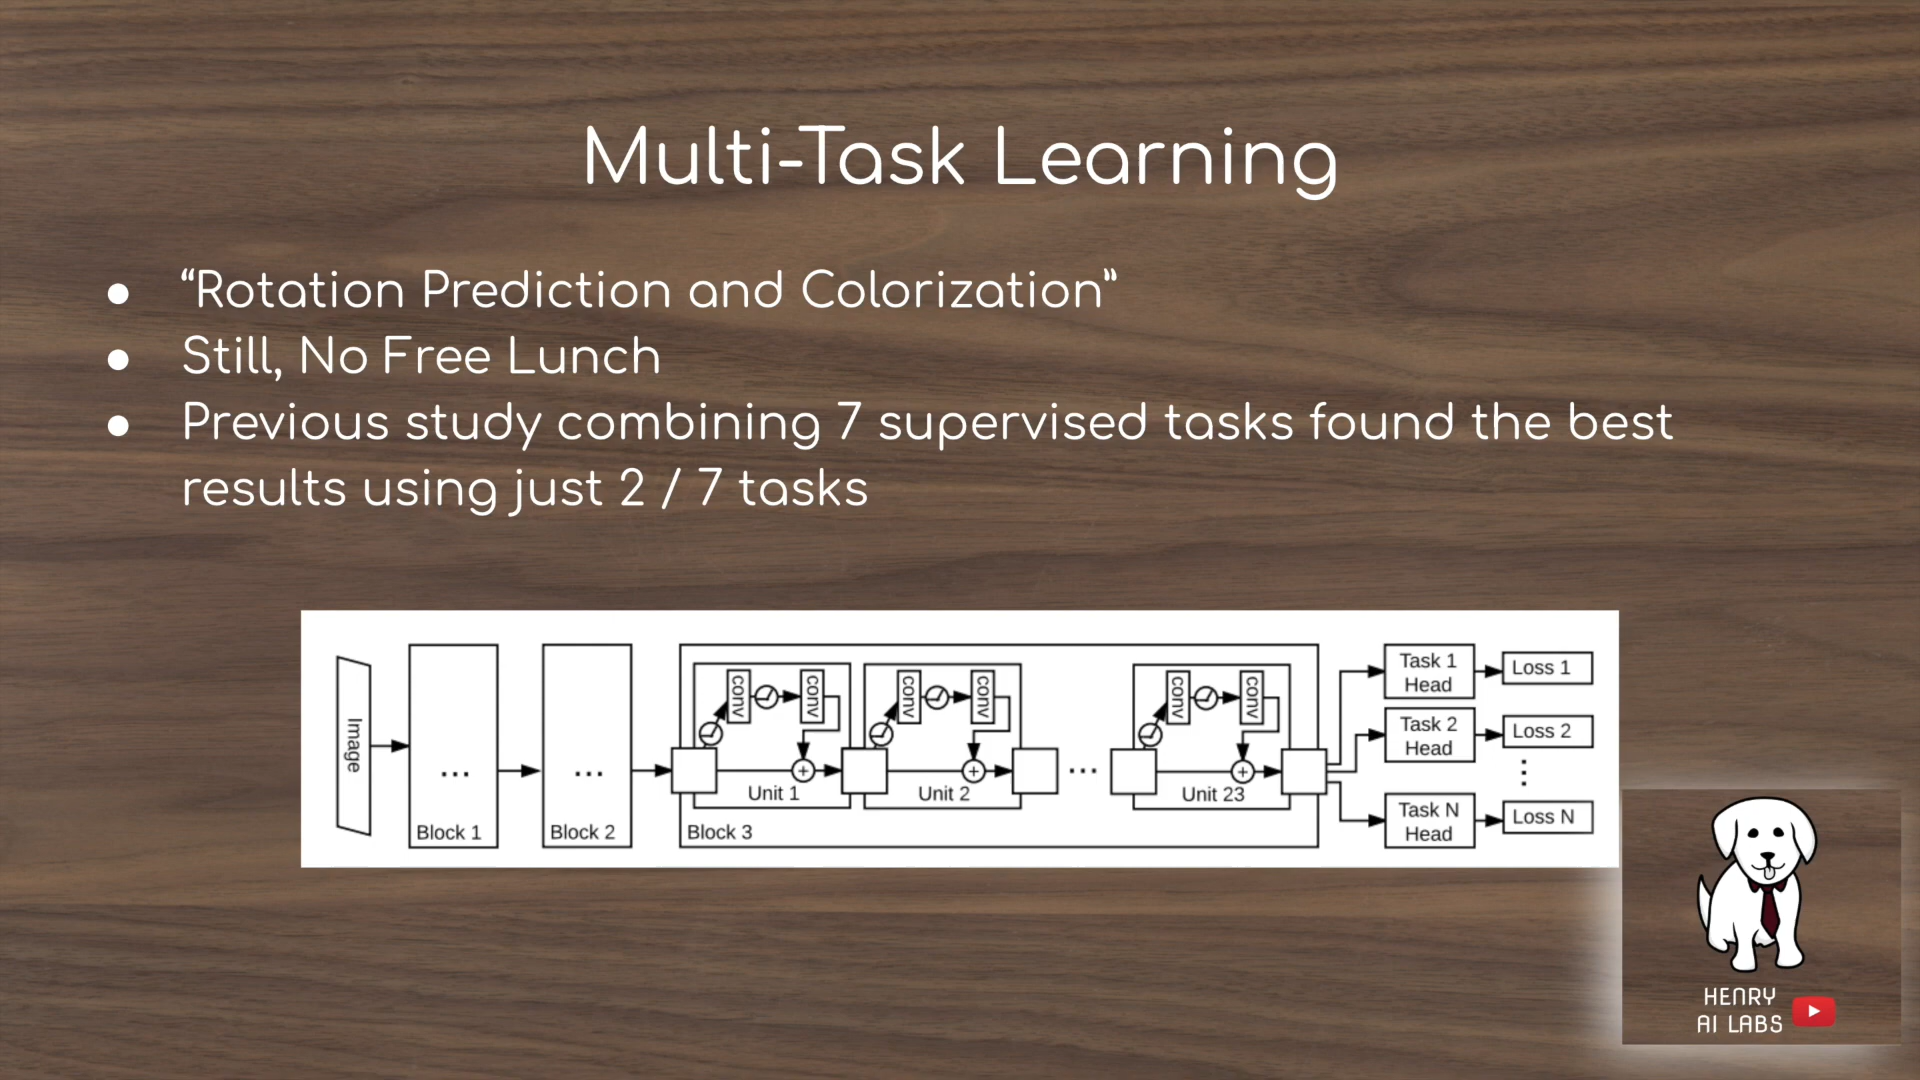 Multi-Task Learning
● “Rotation Prediction and Colorization”
● Still, No Free Lunch
● Previous study combining 7 supervised tasks found the best
results using just 2 / 7 tasks
Image
...
Block 1
...
Block 2
conv
conv
Unit 1
conv
conv
Unit 2
...
conv
conv
Unit 23
Block 3
Task 1
Head
Loss 1
Task 2
Head
Loss 2
Task N
Head
Loss N
HENRY
AI LABS